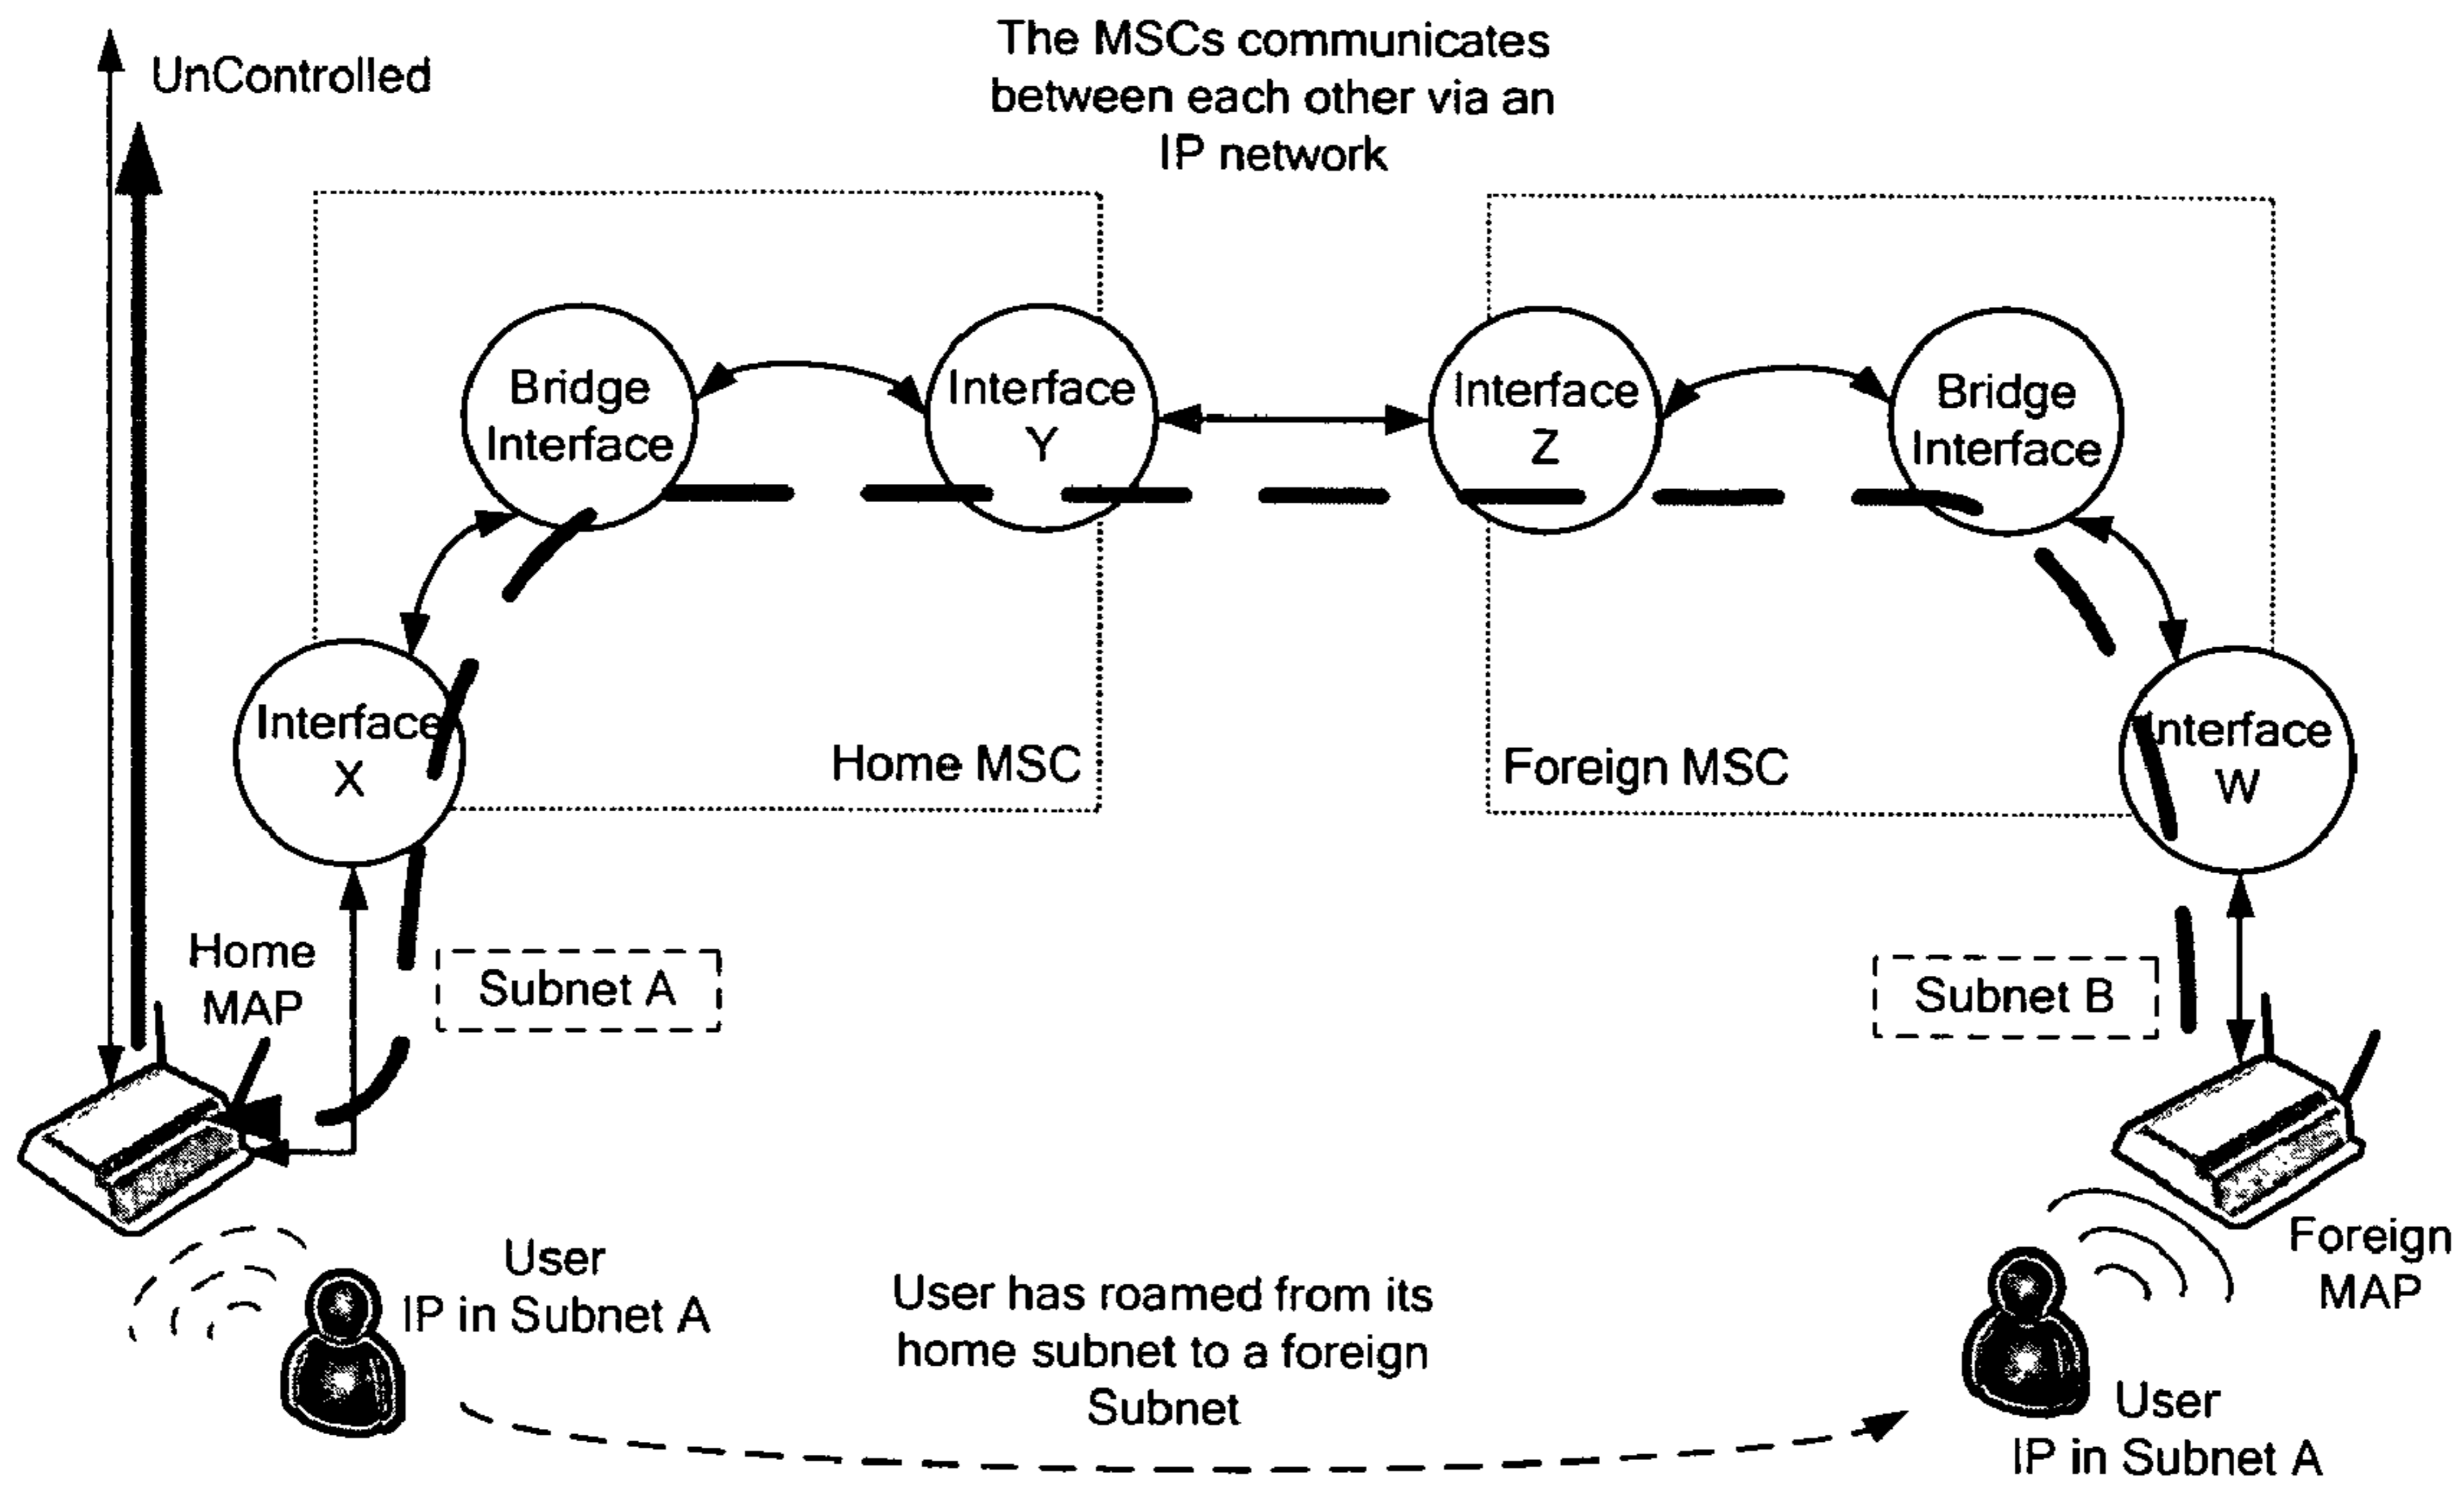 The MSCs communicates
between each other via an
IP network
UnControlled
Bridge
Interface
Interface
Y
Interface
Z
Bridge
Interface
Interface
X
Home MSC
Foreign MSC
Interface
W
Home
MAP
Subnet A
Subnet B
User
IP in Subnet A
User has roamed from its
home subnet to a foreign
Subnet
Foreign
MAP
User
IP in Subnet A